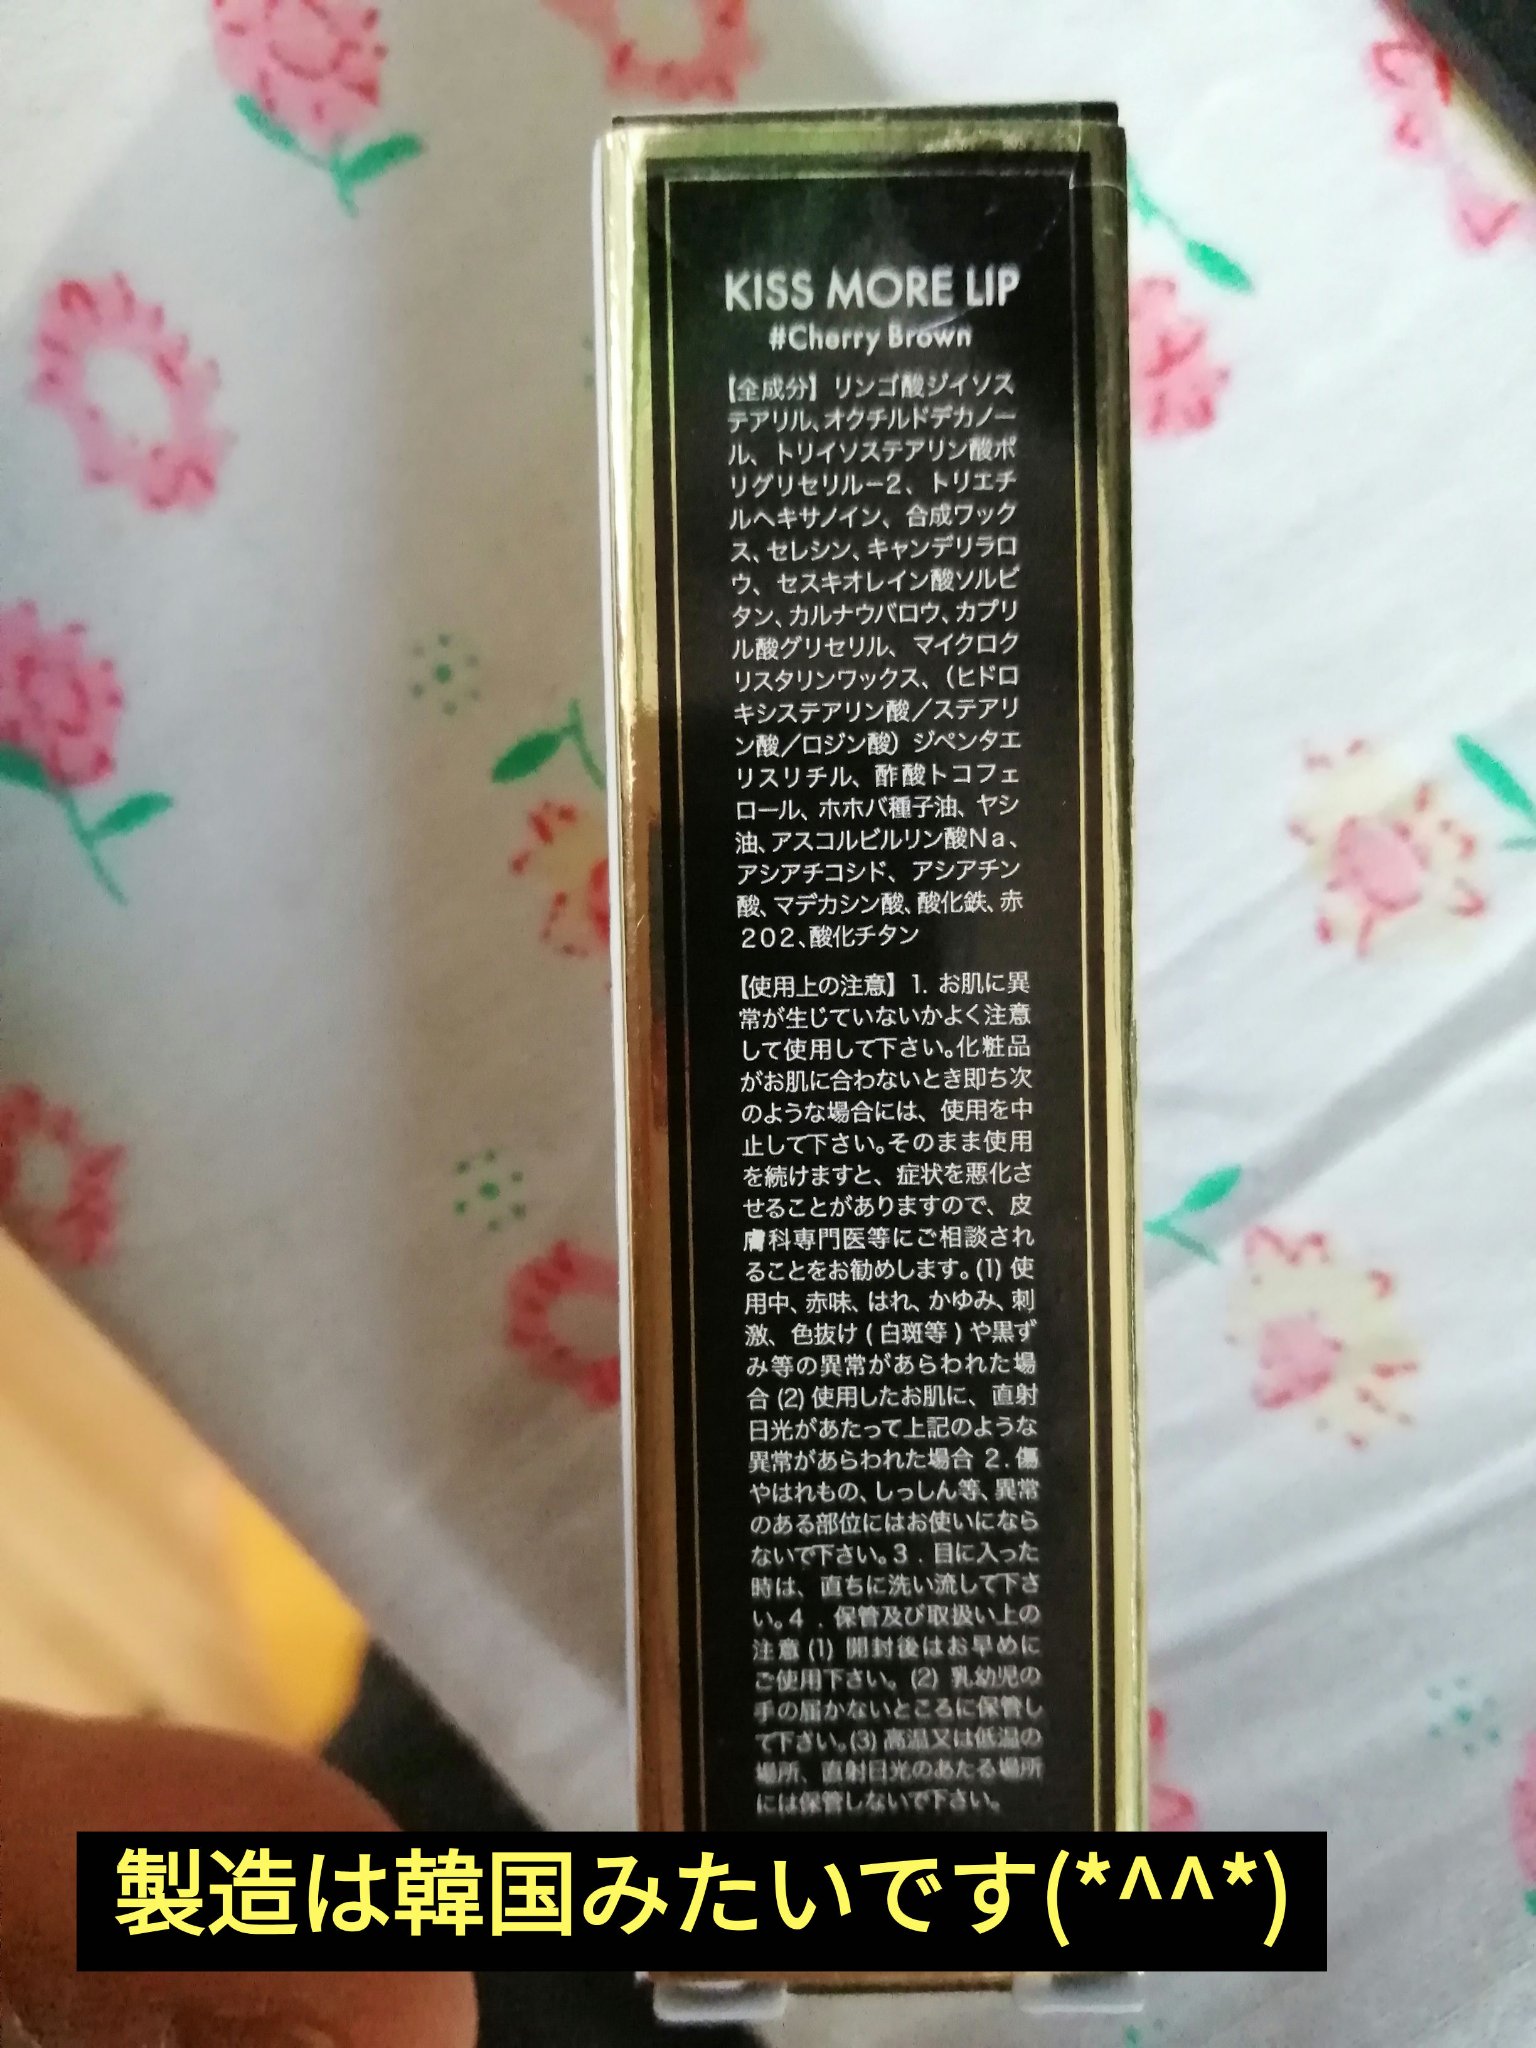 KISS MORE LIP
#Cherry Brown
【全成分】リンゴ酸ジイソス
テアリル、オクチルドデカノー
ル、トリイソステアリン酸ポ
リグリセリル−2、トリエチ
ルヘキサノイン、合成ワック
ス、セレシン、キャンデリラロ
ウ、セスキオレイン酸ソルビ
タン、カルナウバロウ、カプリ
ル酸グリセリル、マイクロク
リスタリンワックス、(ヒドロ
キシステアリン酸/ステアリ
ン酸/ロジン酸)ジペンタエ
リスリチル、酢酸トコフェ
ロール、ホホバ種子油、ヤシ
油、アスコルビルリン酸Na、
アシアチコシド、アシアチン
酸、マデカシン酸、酸化鉄、赤
202、酸化チタン
【使用上の注意】1. お肌に異
常が生じていないかよく注意
して使用して下さい。化粧品
がお肌に合わないとき即ち次
のような場合には、使用を中
止して下さい。そのまま使用
を続けますと、症状を悪化さ
せることがありますので、皮
膚科専門医等にご相談され
ることをお勧めします。(1) 使
用中、赤味、はれ、かゆみ、刺
激、色抜け(白斑等)や黒ず
み等の異常があらわれた場
合(2)使用したお肌に、直射
日光があたって上記のような
異常があらわれた場合 2.傷
やはれもの、しっしん等、異常
のある部位にはお使いになら
ないで下さい。3.目に入った
時は、直ちに洗い流して下さ
い。4.保管及び取扱い上の
注意(1) 開封後はお早めに
ご使用下さい。(2) 乳幼児の
手の届かないところに保管し
て下さい。(3)高温又は低温の
場所、直射日光のあたる場所
には保管しないで下さい。
製造は韓国みたいです(*^^*)